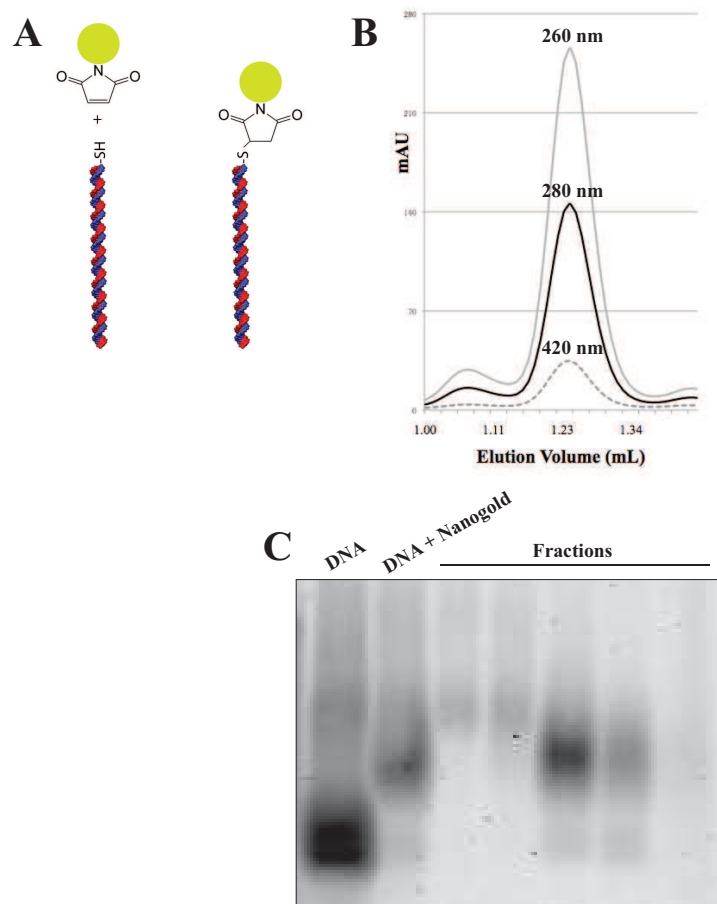 A
N
O
O
+
HS
N
O
O
S
B
280
210
140
70
0
mAU
260 nm
280 nm
420 nm
1.00 1.11 1.23 1.34
Elution Volume (mL)
C
DNA
DNA + Nanogold
Fractions